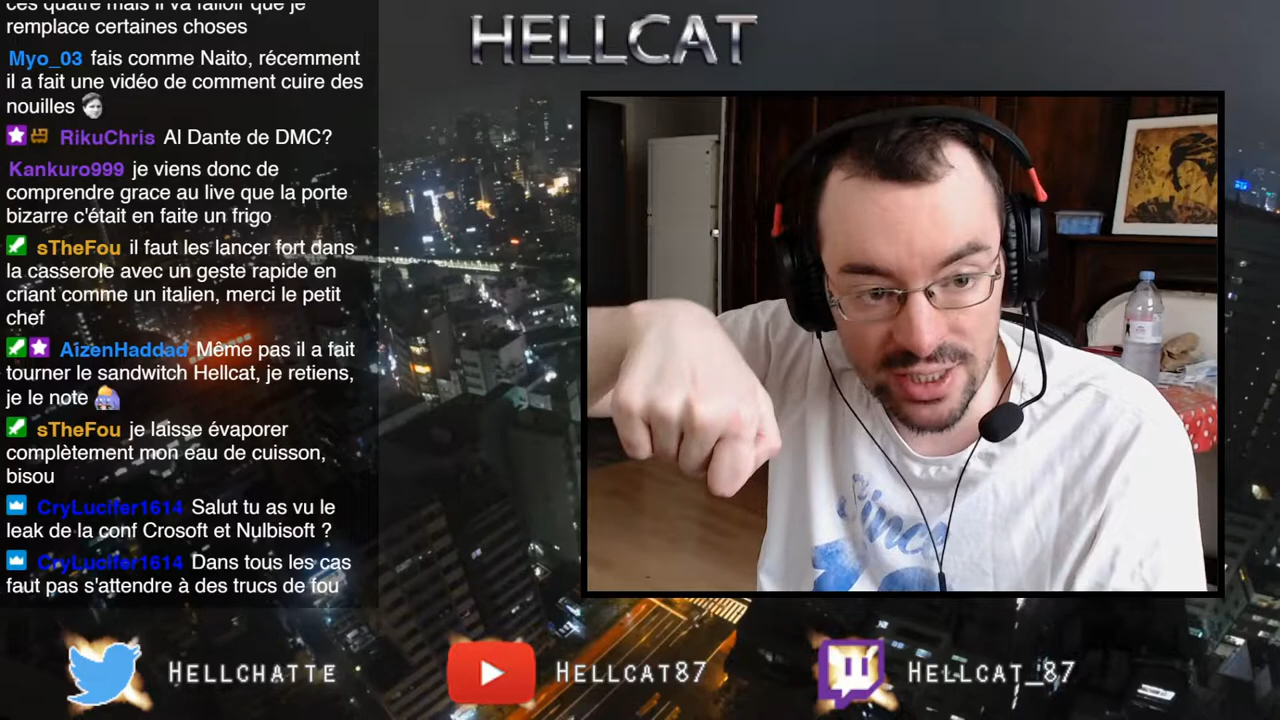 ces quatre mais il va falloir que je
remplace certaines choses
Myo_03 fais comme Naito, récemment
il a fait une vidéo de comment cuire des
nouilles
RikuChris Al Dante de DMC?
Kankuro999 je viens donc de
comprendre grace au live que la porte
bizarre c'était en faite un frigo
sTheFou il faut les lancer fort dans
la casserole avec un geste rapide en
criant comme un italien, merci le petit
chef
AizenHaddad Même pas il a fait
tourner le sandwitch Hellcat, je retiens,
je le note
sTheFou je laisse évaporer
complètement mon eau de cuisson,
bisou
CryLucifer1614 Salut tu as vu le
leak de la conf Crosoft et Nulbisoft ?
CryLucifer1614 Dans tous les cas
faut pas s'attendre à des trucs de fou
HELLCAT
Since
HELLCHATTE
HELLCAT87
HELLCAT_87